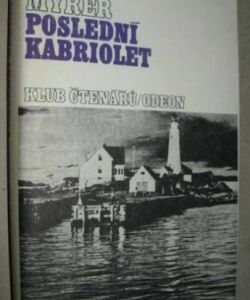 MYRER
POSLEDNÍ
KABRIOLET
KLUB ČTENÁŘŮ/ODEON